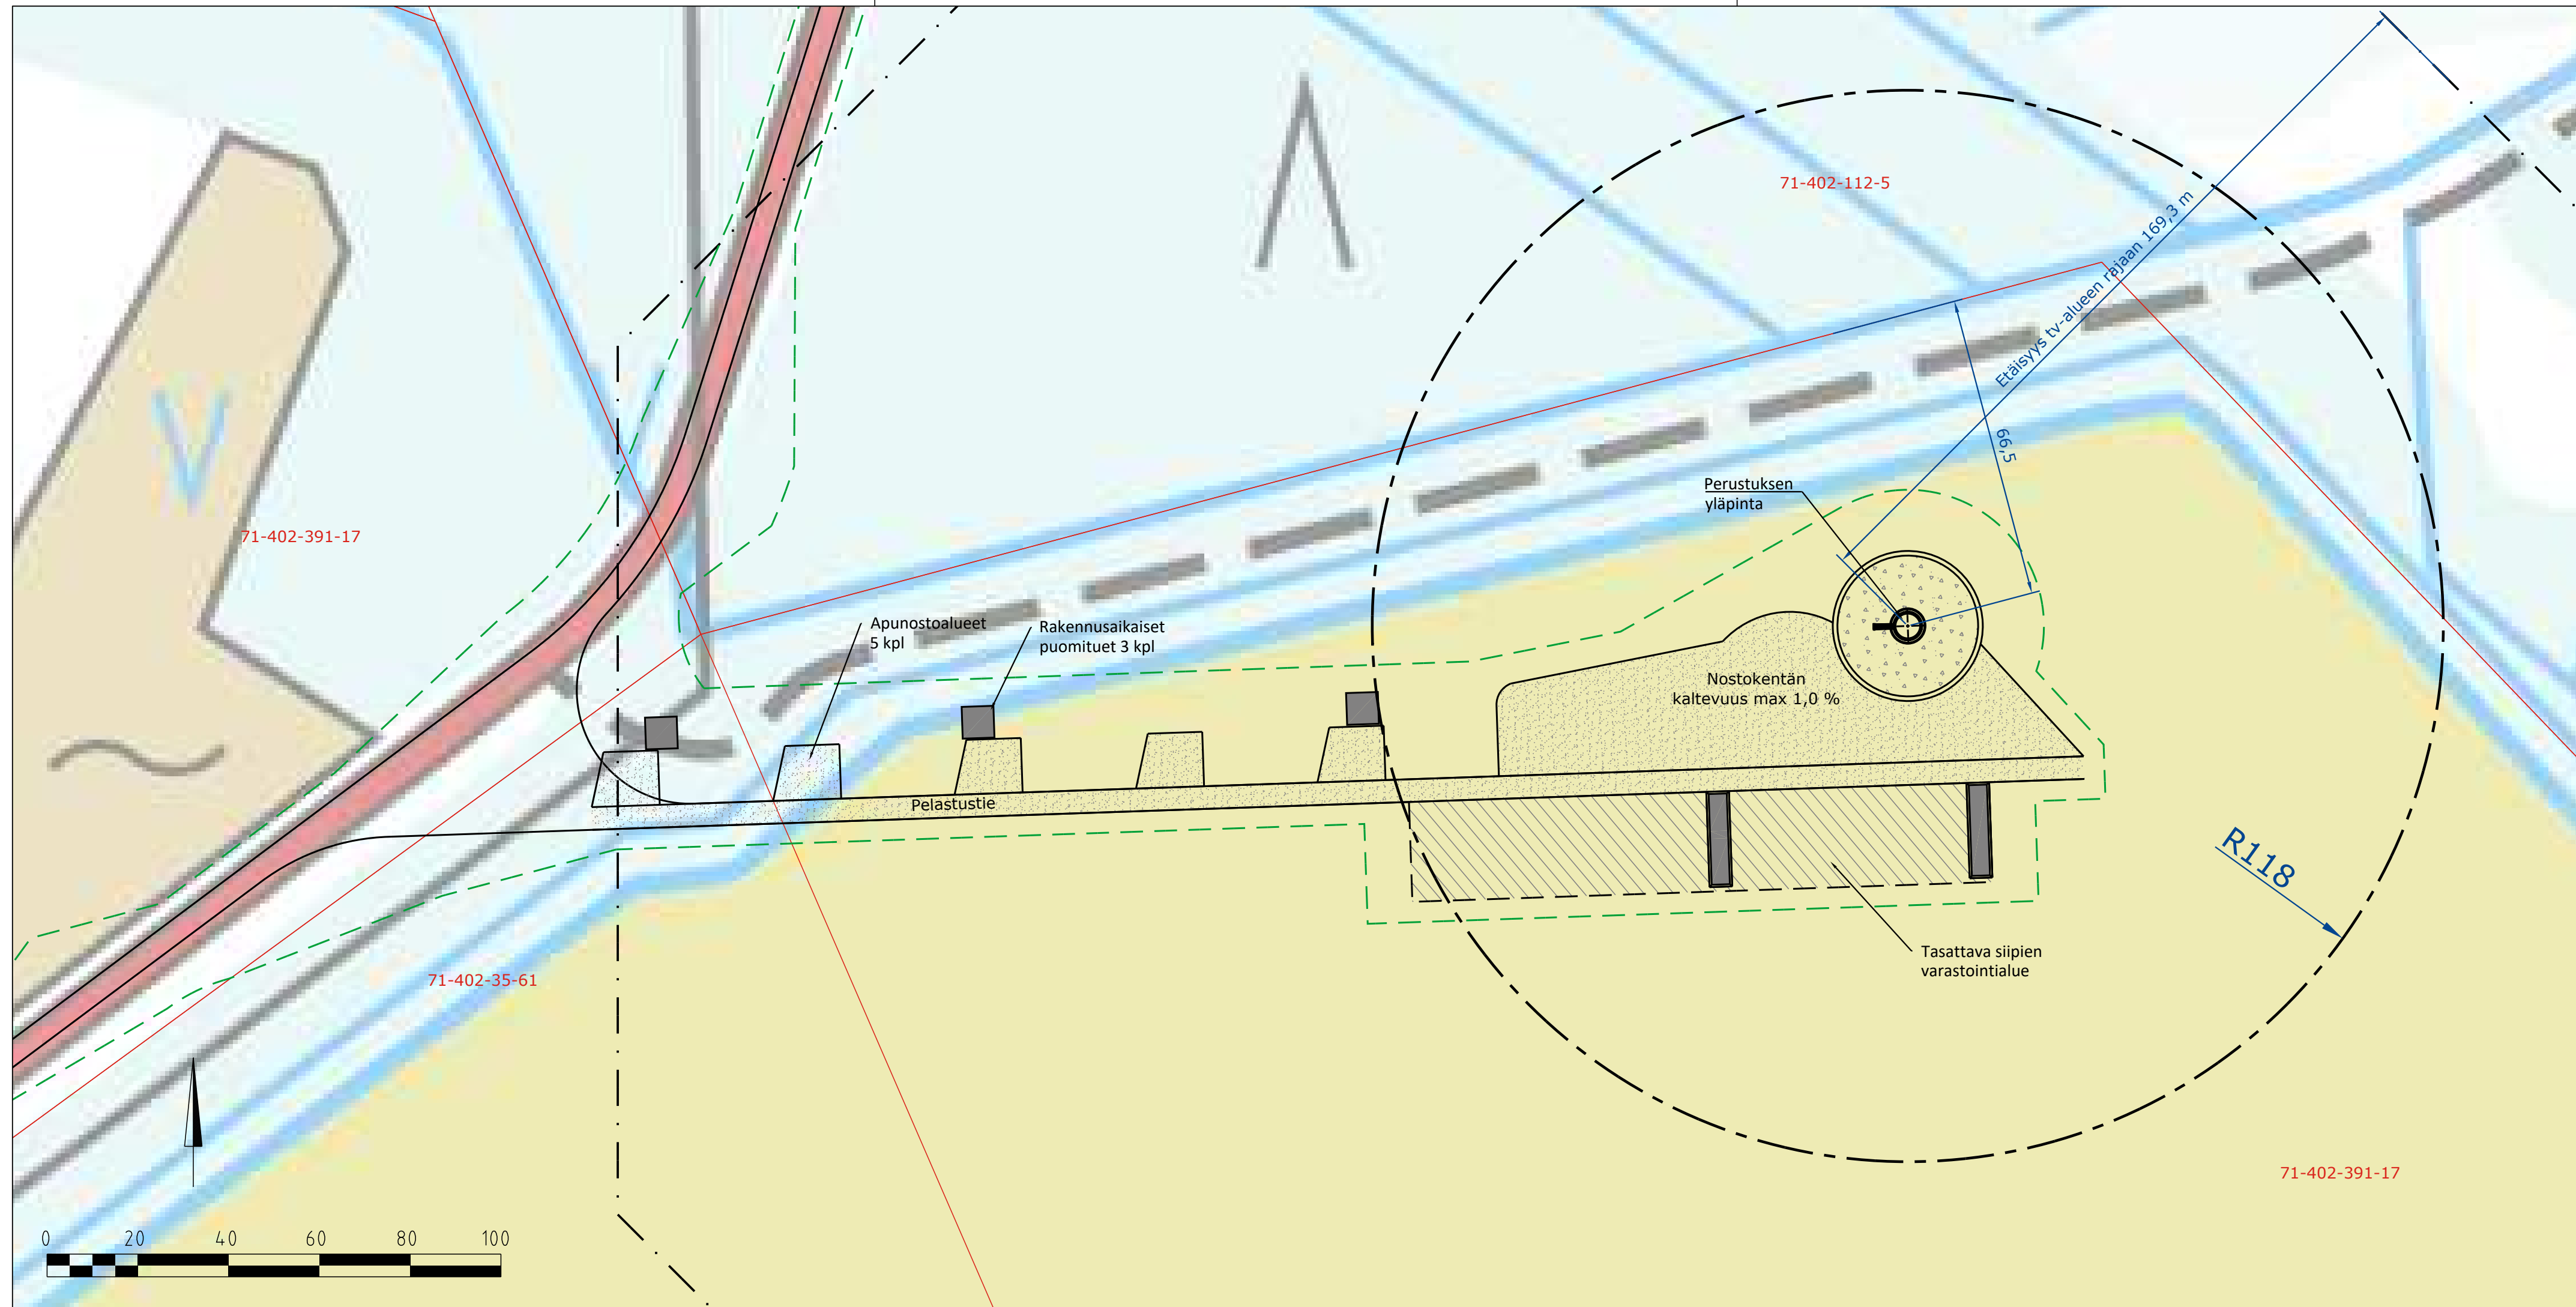 71-402-112-5
Etäisyys tv-alueen rajaan 169,3 m
66,5
Perustuksen
yläpinta
71-402-391-17
Apunostoalueet
5 kpl
Rakennusaikaiset
puomituet 3 kpl
Nostokentän
kaltevuus max 1,0 %
Pelastustie
R118
Tasattava siipien
varastointialue
71-402-35-61
71-402-391-17
0 20 40 60 80 100